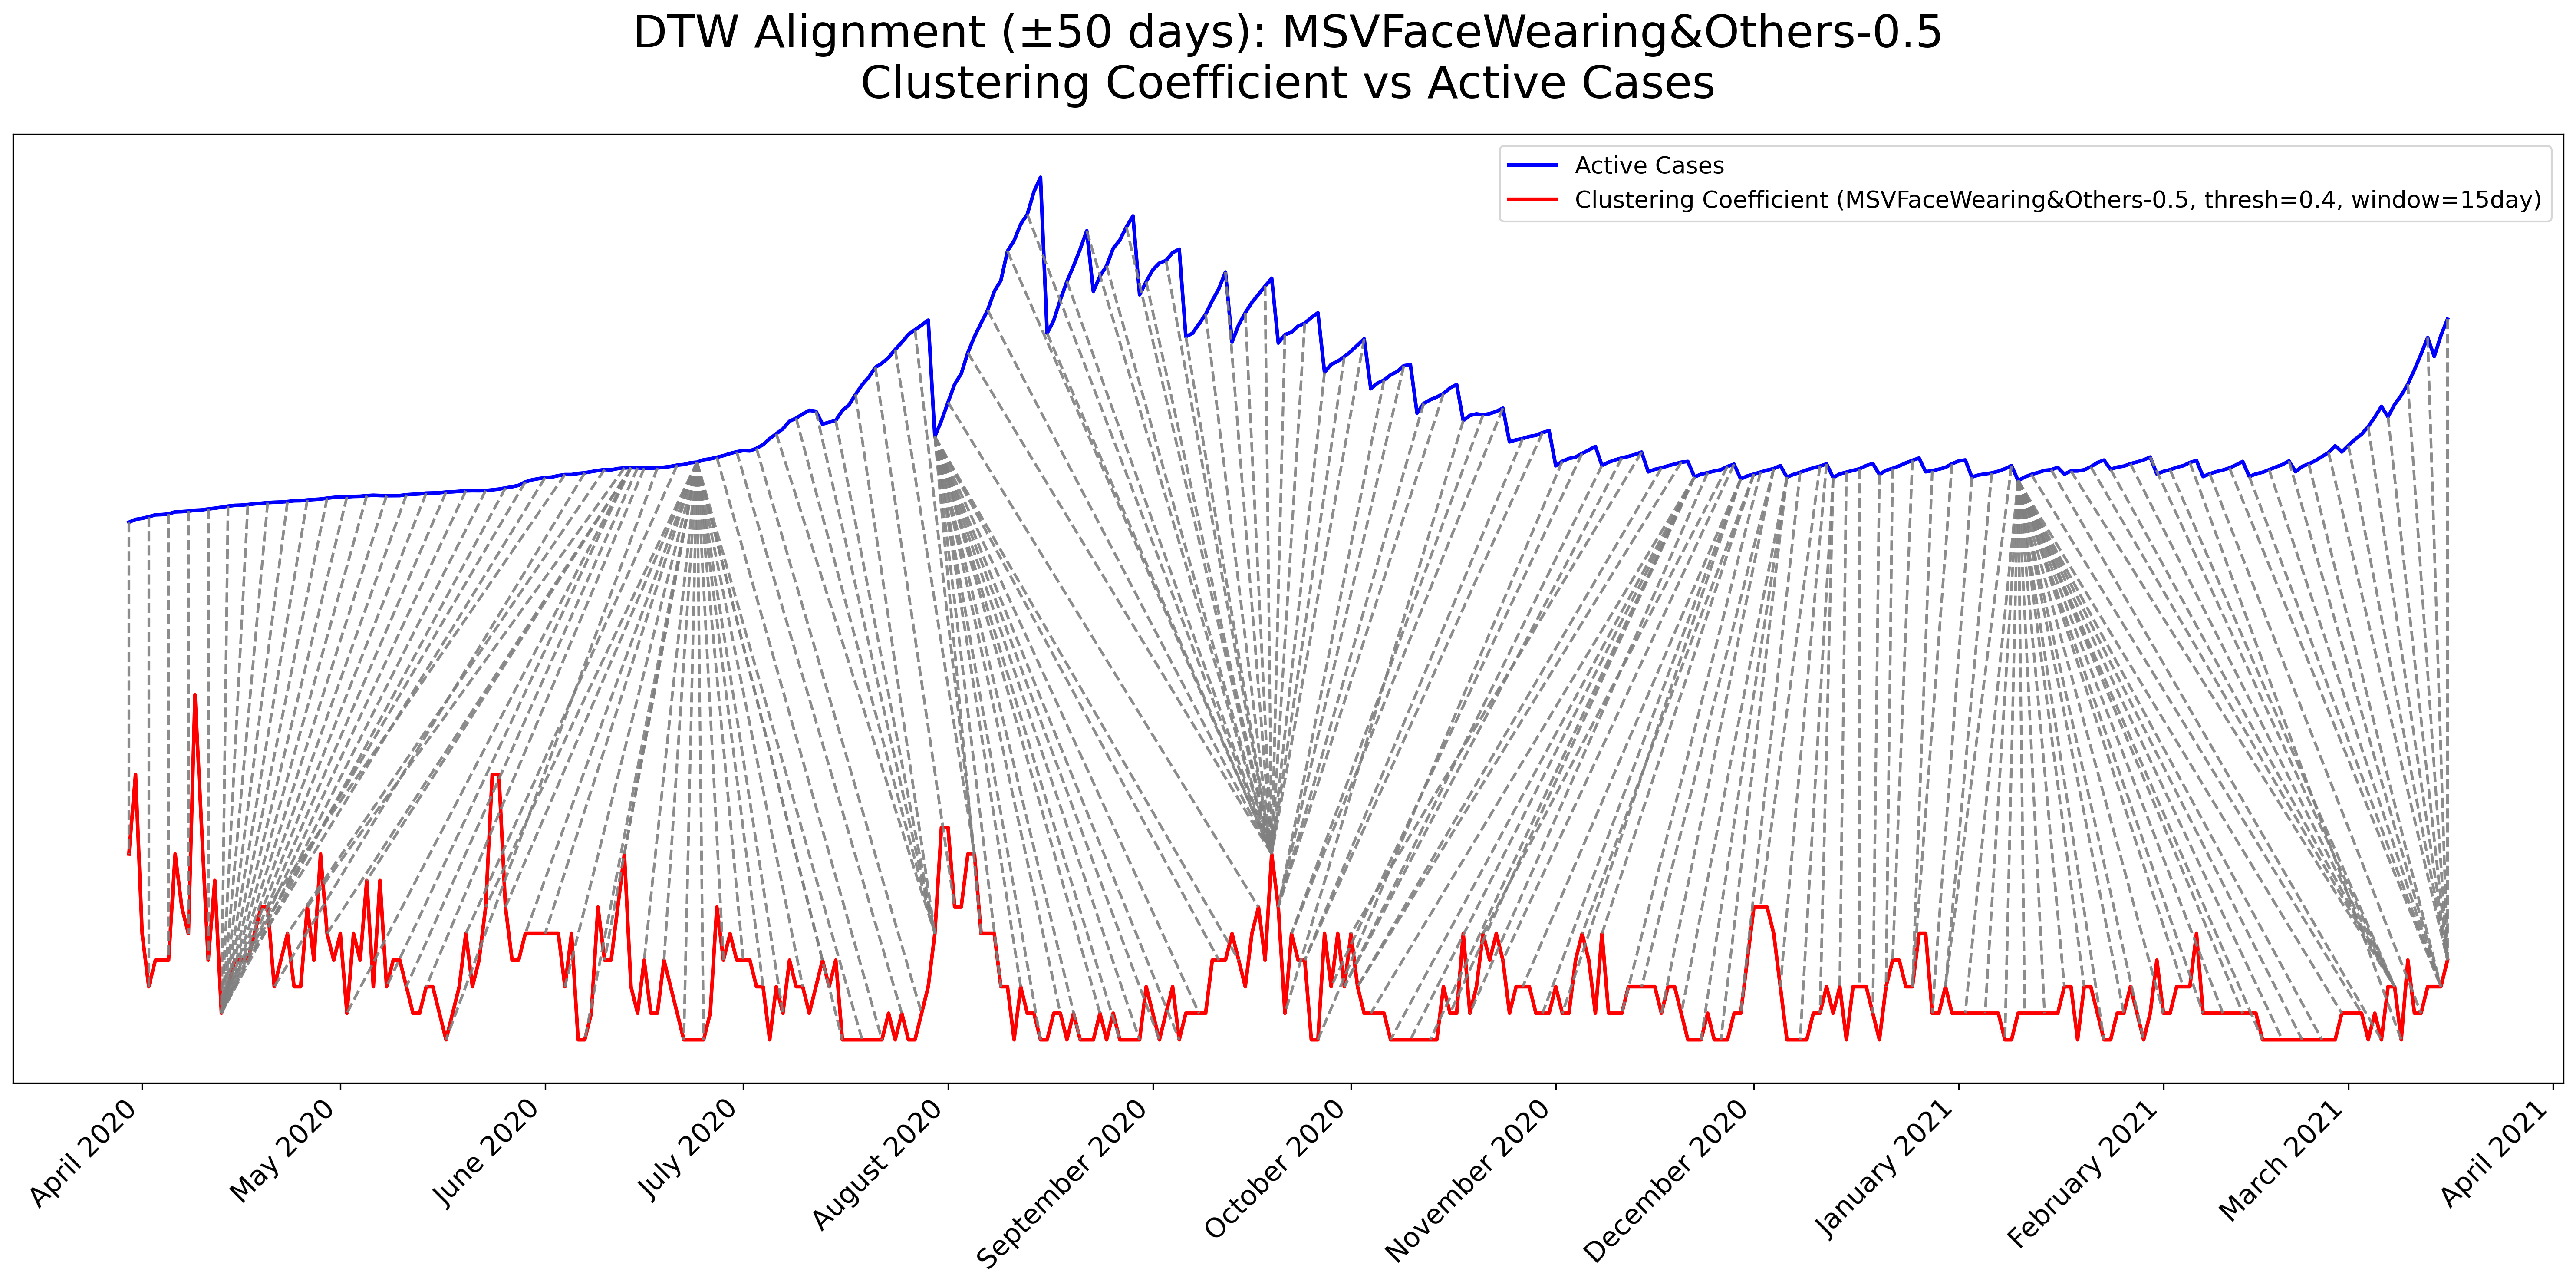 DTW Alignment (±50 days): MSVFaceWearing&Others-0.5
Clustering Coefficient vs Active Cases
Active Cases
Clustering Coefficient (MSVFaceWearing&Others-0.5, thresh=0.4, window=15day)
April 2020
May 2020
June 2020
July 2020
August 2020
September 2020
October 2020
November 2020
December 2020
January 2021
February 2021
March 2021
April 2021